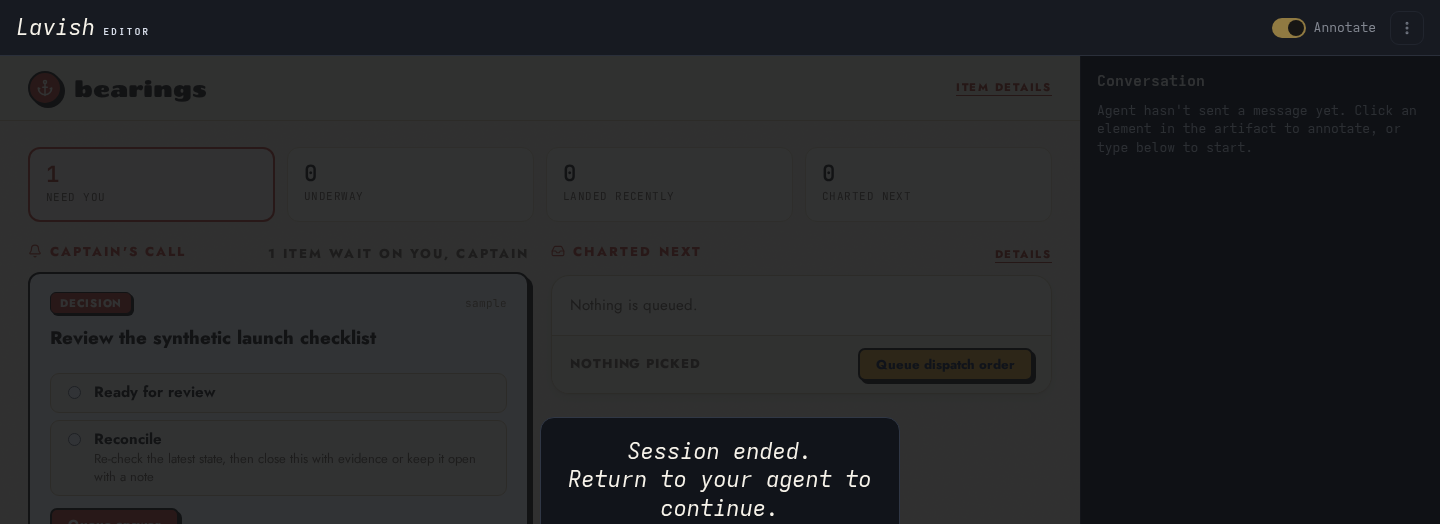 Lavish EDITOR
Annotate
bearings
ITEM DETAILS
1
NEED YOU
0
UNDERWAY
0
LANDED RECENTLY
0
CHARTED NEXT
CAPTAIN'S CALL
1 ITEM WAIT ON YOU, CAPTAIN
DECISION
sample
Review the synthetic launch checklist
Ready for review
Reconcile
Re-check the latest state, then close this with evidence or keep it open
with a note
CHARTED NEXT
DETAILS
Nothing is queued.
NOTHING PICKED
Queue dispatch order
Session ended.
Return to your agent to
continue.
Conversation
Agent hasn't sent a message yet. Click an
element in the artifact to annotate, or
type below to start.